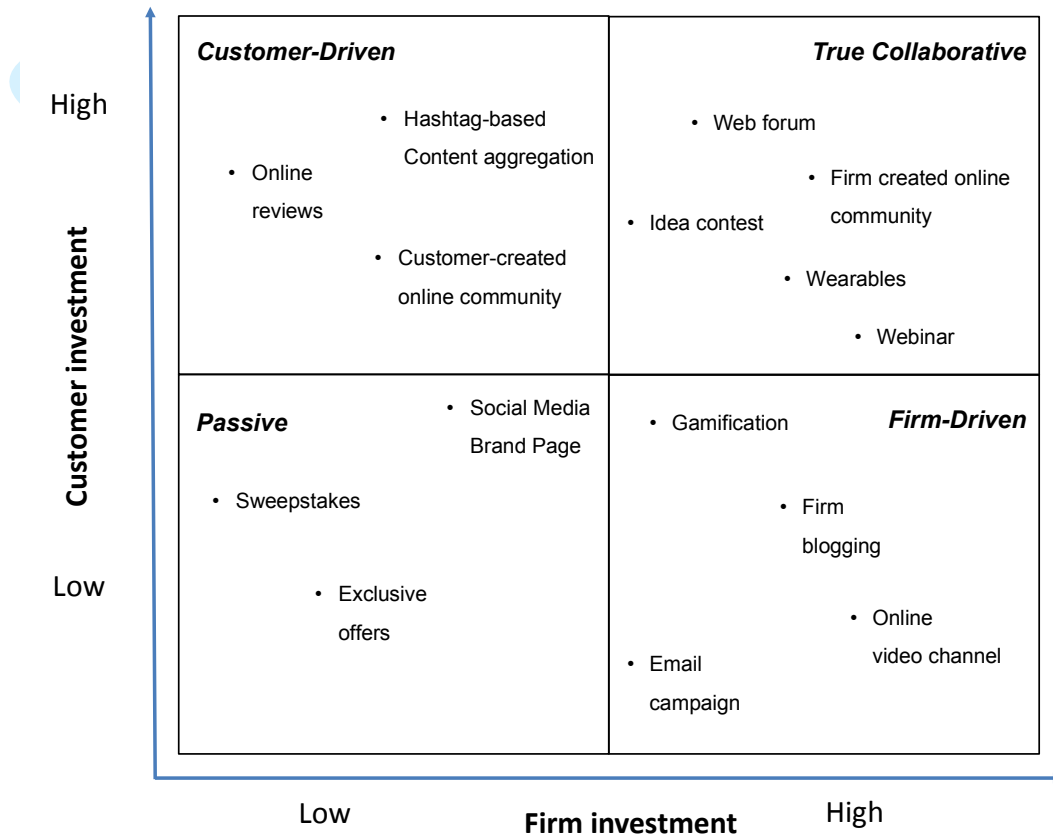 Customer-Driven
True Collaborative
High
• Hashtag-based
Content aggregation
• Web forum
• Online
reviews
• Firm created online
community
• Idea contest
• Customer-created
online community
• Wearables
• Webinar
Customer investment
Passive
• Social Media
Brand Page
• Gamification
Firm-Driven
• Sweepstakes
• Firm
blogging
Low
• Exclusive
offers
• Online
video channel
• Email
campaign
Low
Firm investment
High